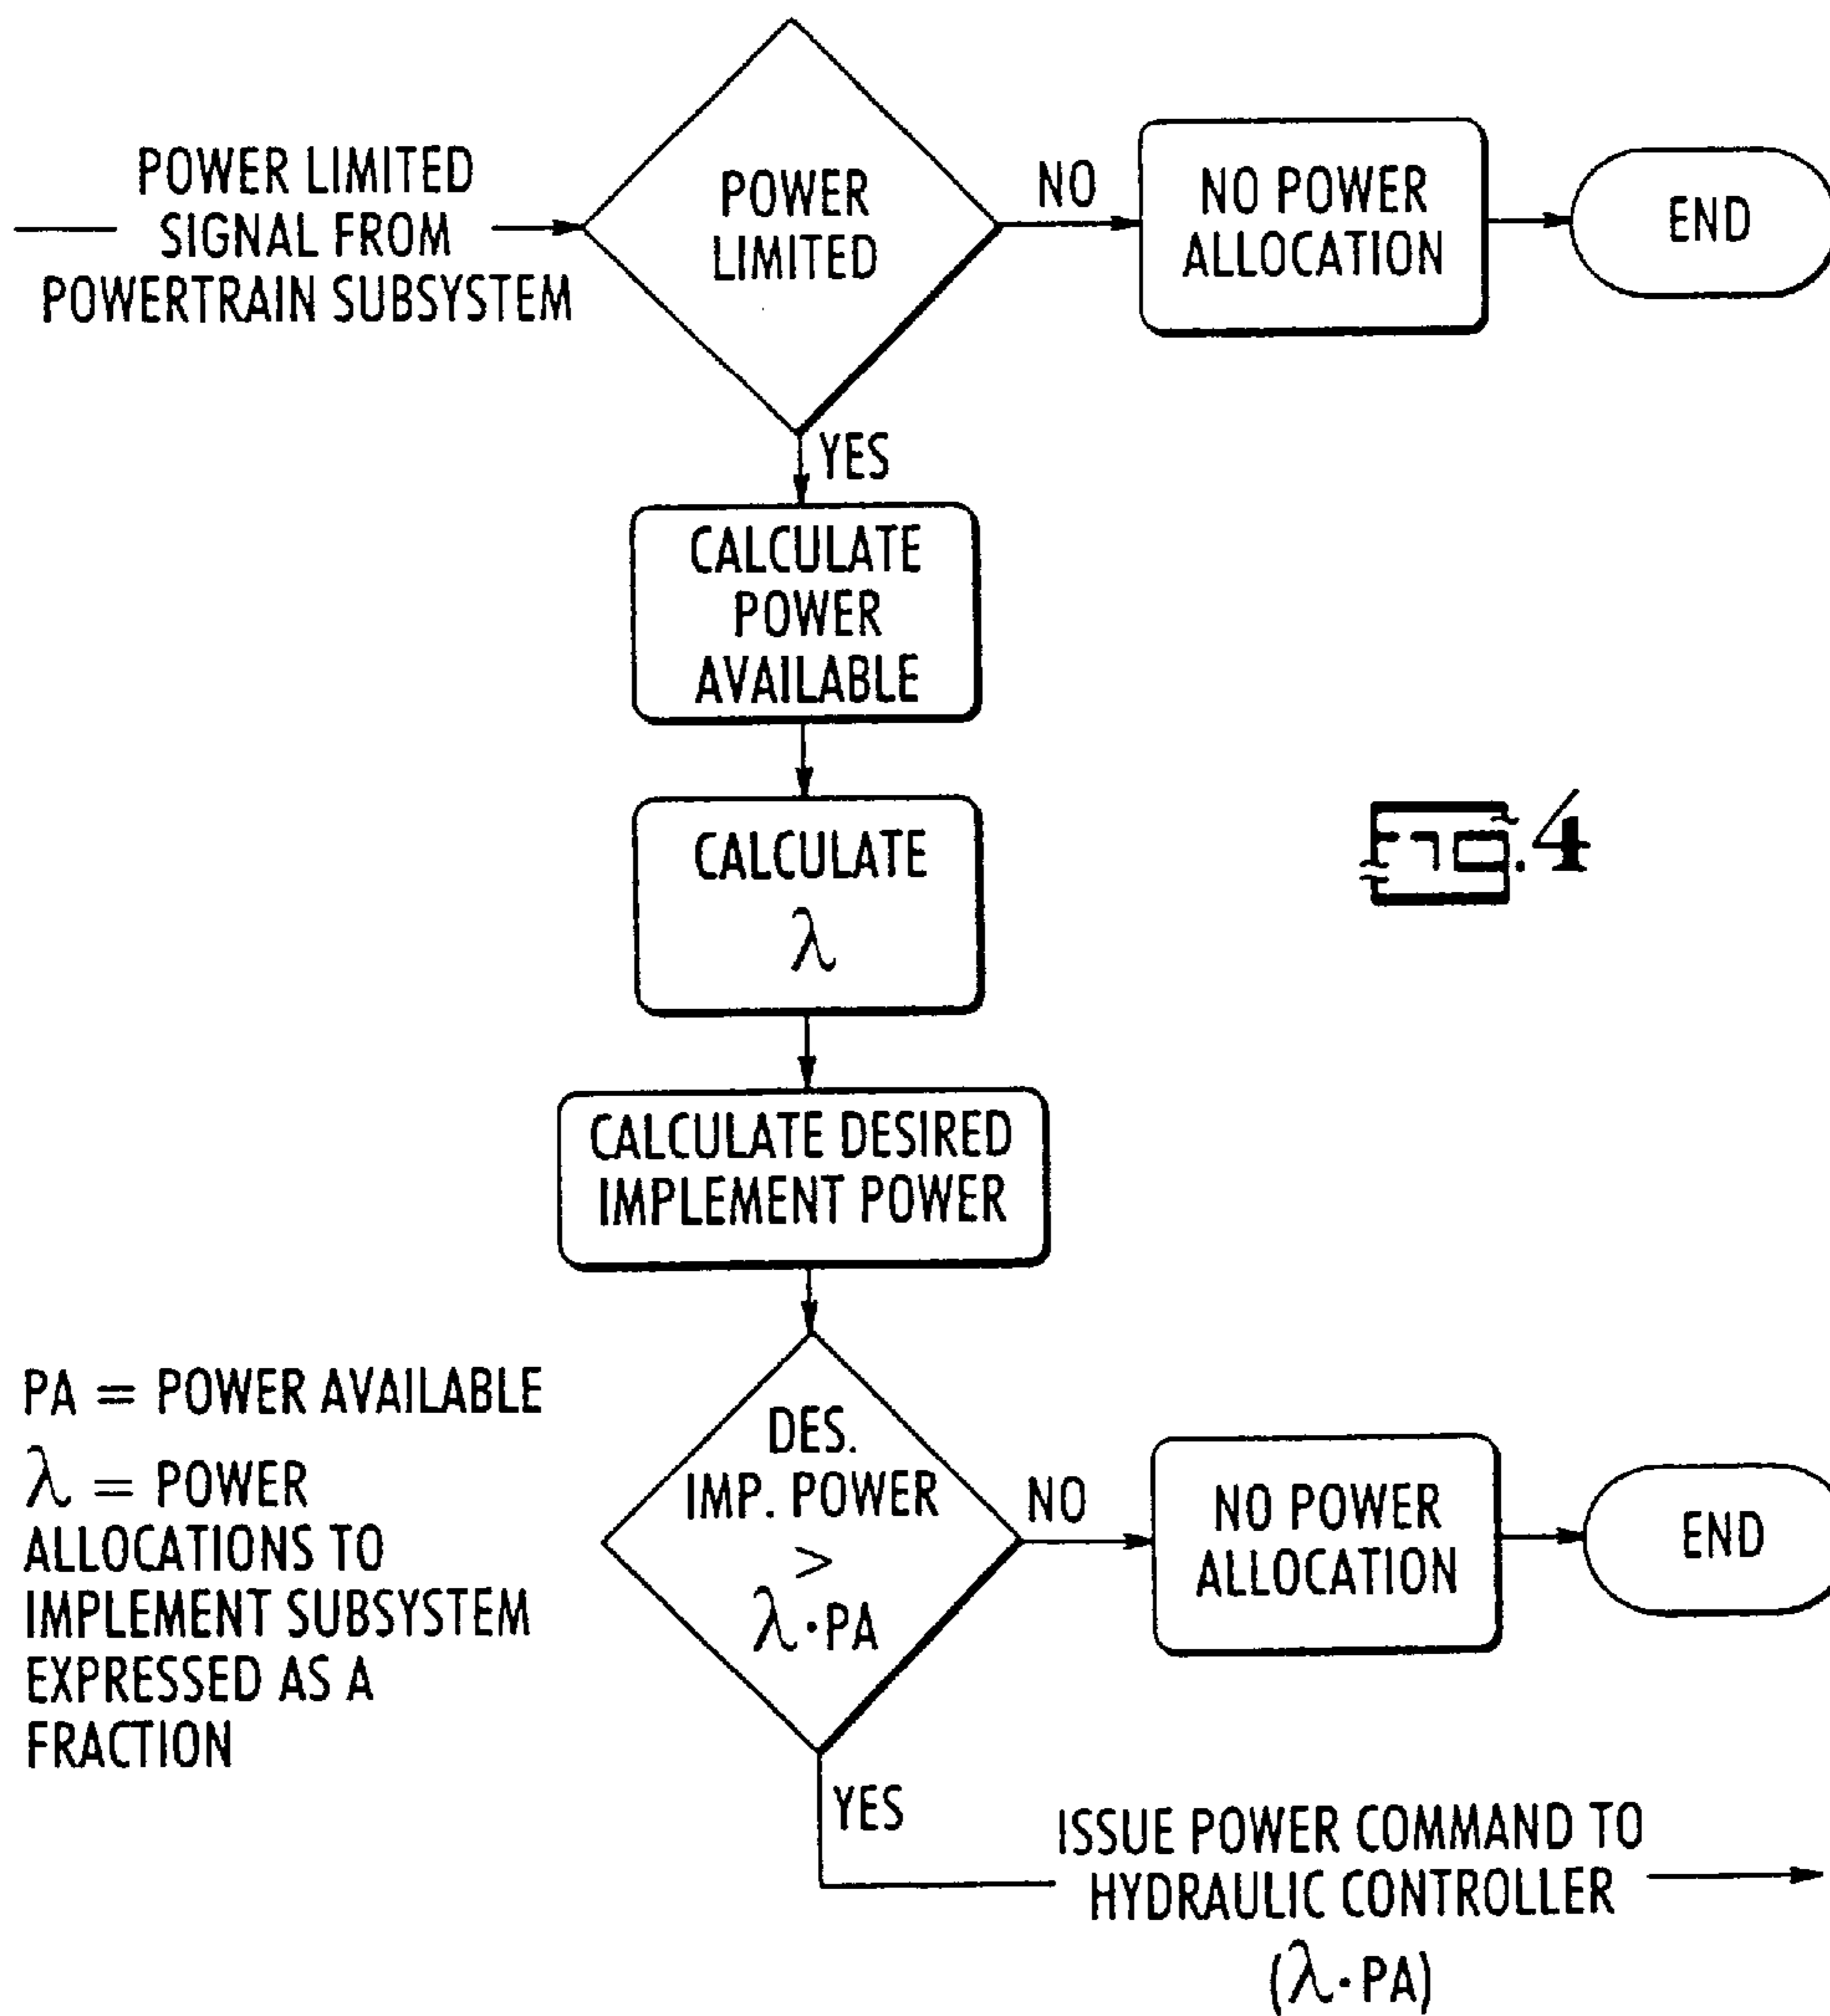 POWER LIMITED
SIGNAL FROM
POWERTRAIN SUBSYSTEM
POWER
LIMITED
NO
NO POWER
ALLOCATION
END
YES
CALCULATE
POWER
AVAILABLE
CALCULATE
λ
FIG.4
CALCULATE DESIRED
IMPLEMENT POWER
PA = POWER AVAILABLE
λ = POWER
ALLOCATIONS TO
IMPLEMENT SUBSYSTEM
EXPRESSED AS A
FRACTION
DES.
IMP. POWER
>
λ·PA
NO
NO POWER
ALLOCATION
END
YES
ISSUE POWER COMMAND TO
HYDRAULIC CONTROLLER
(λ·PA)